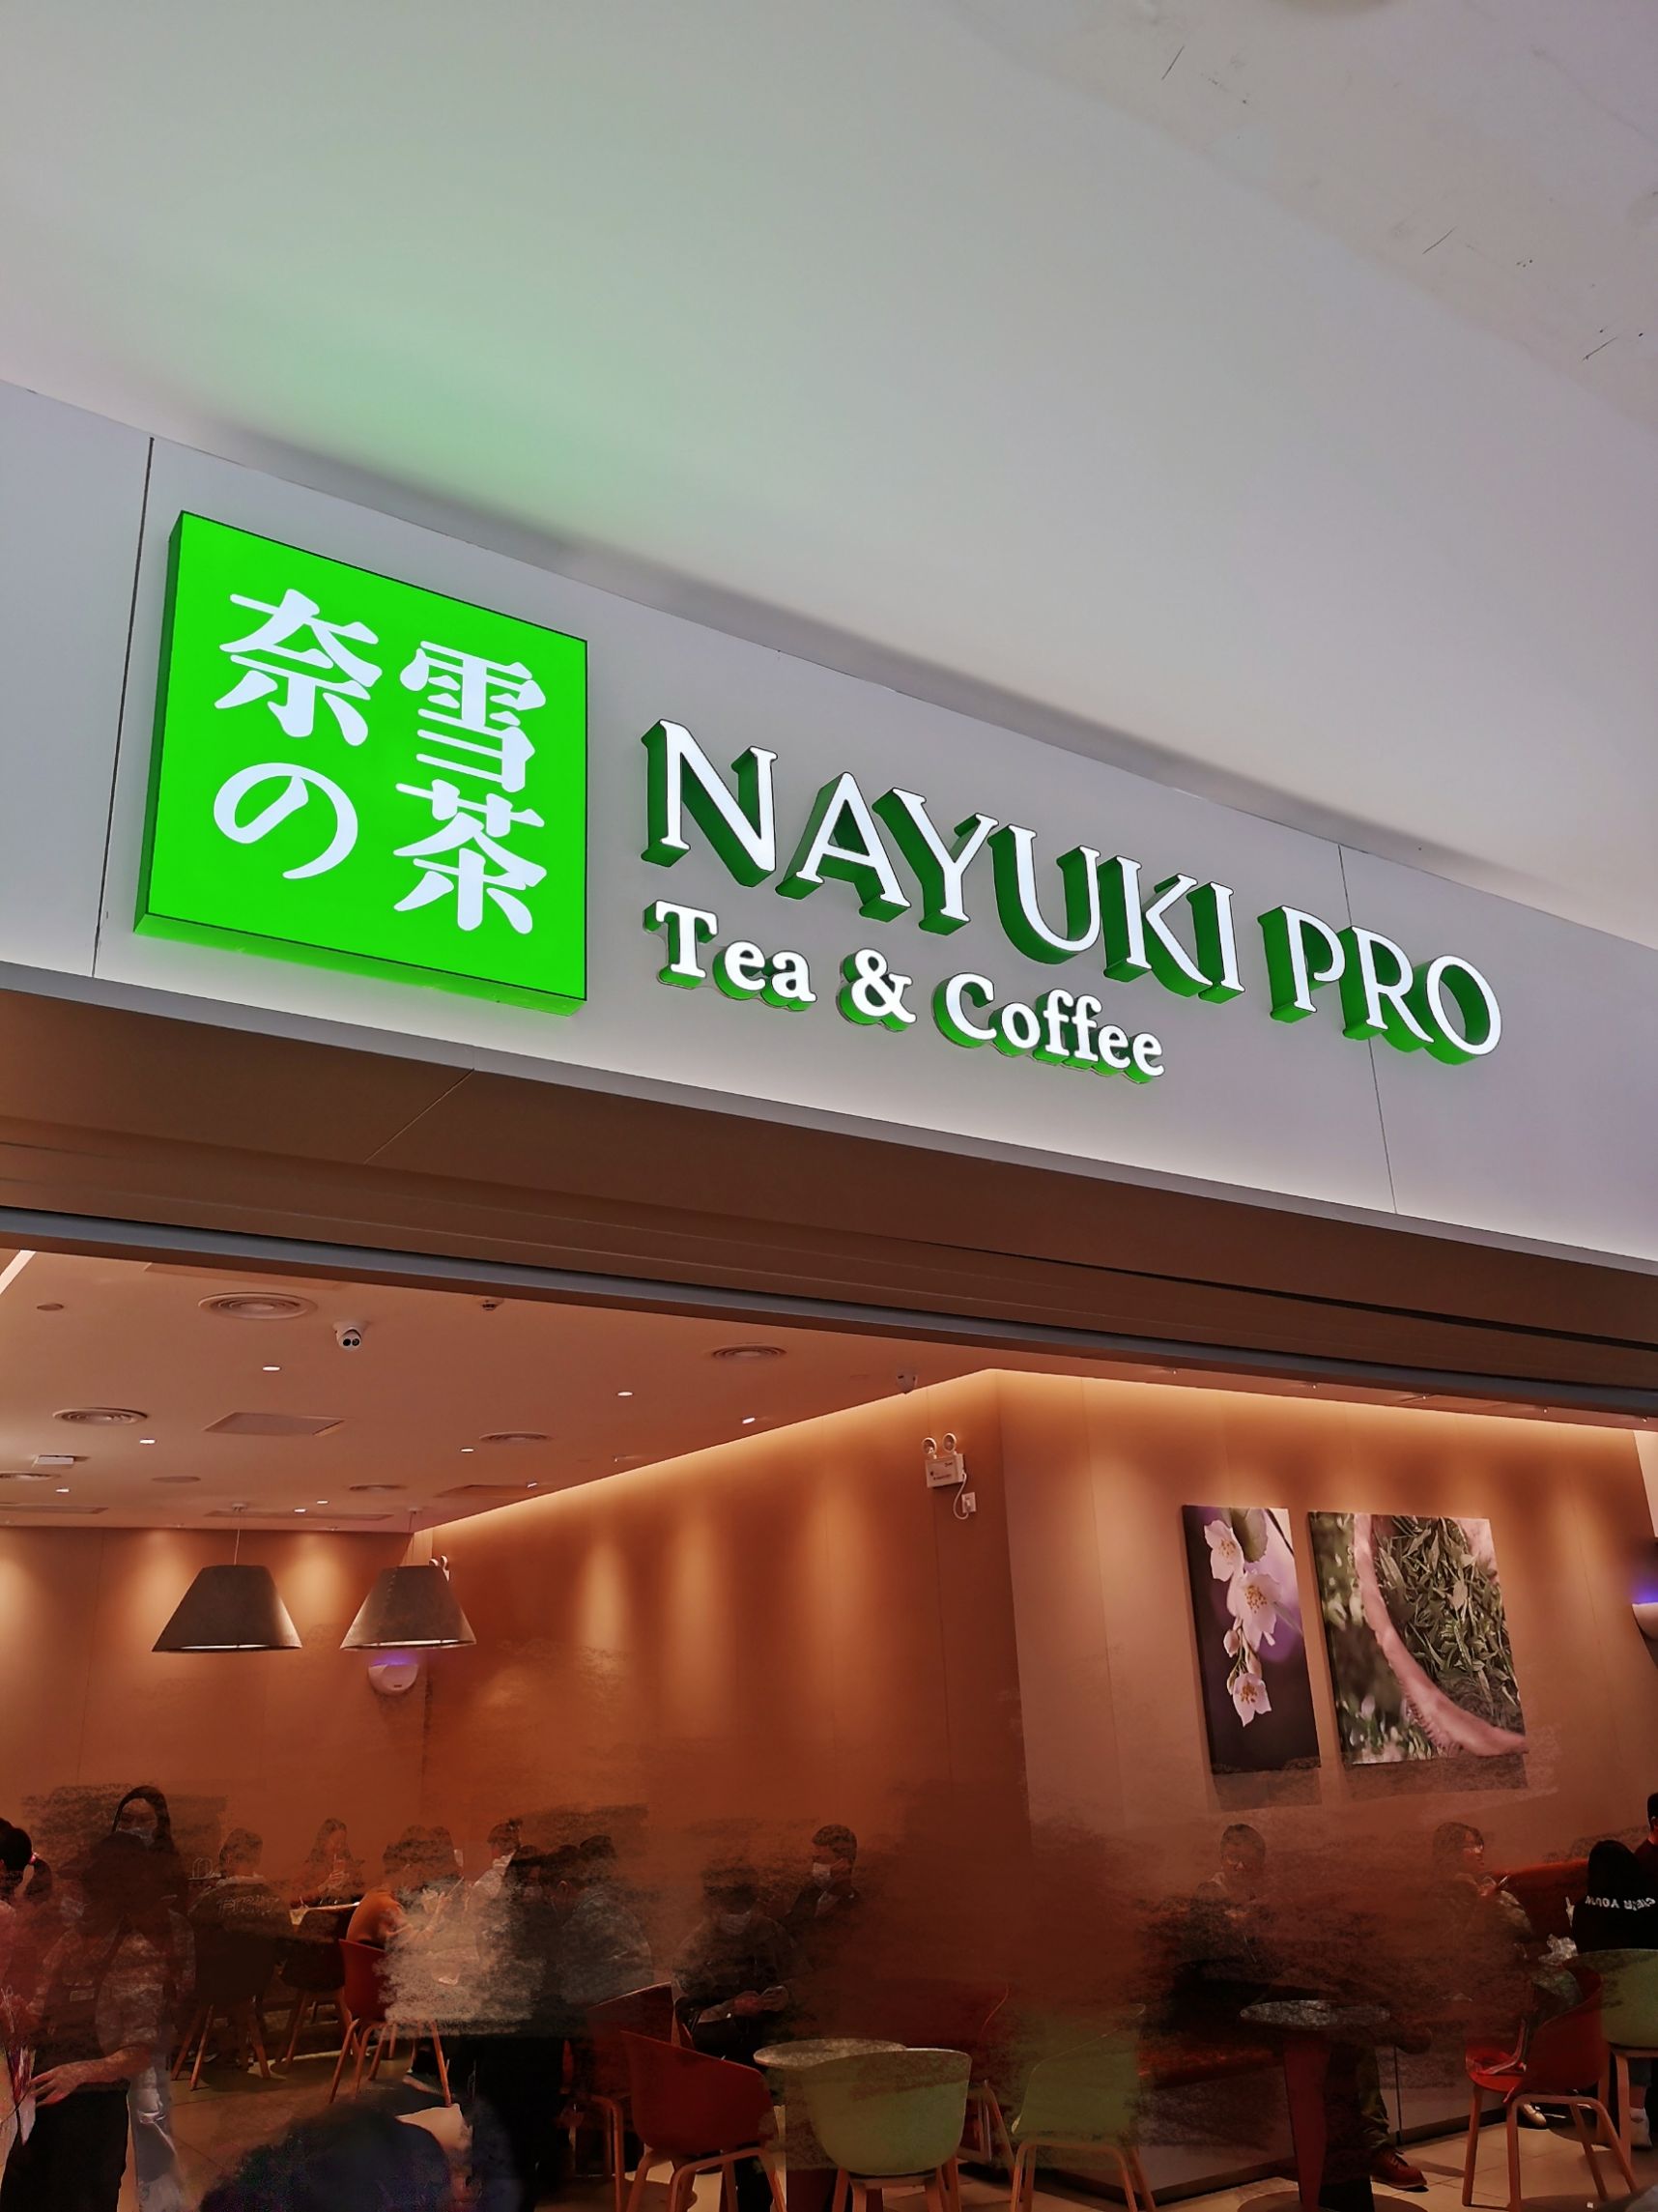 奈雪
の茶
NAYUKI PRO
Tea & Coffee